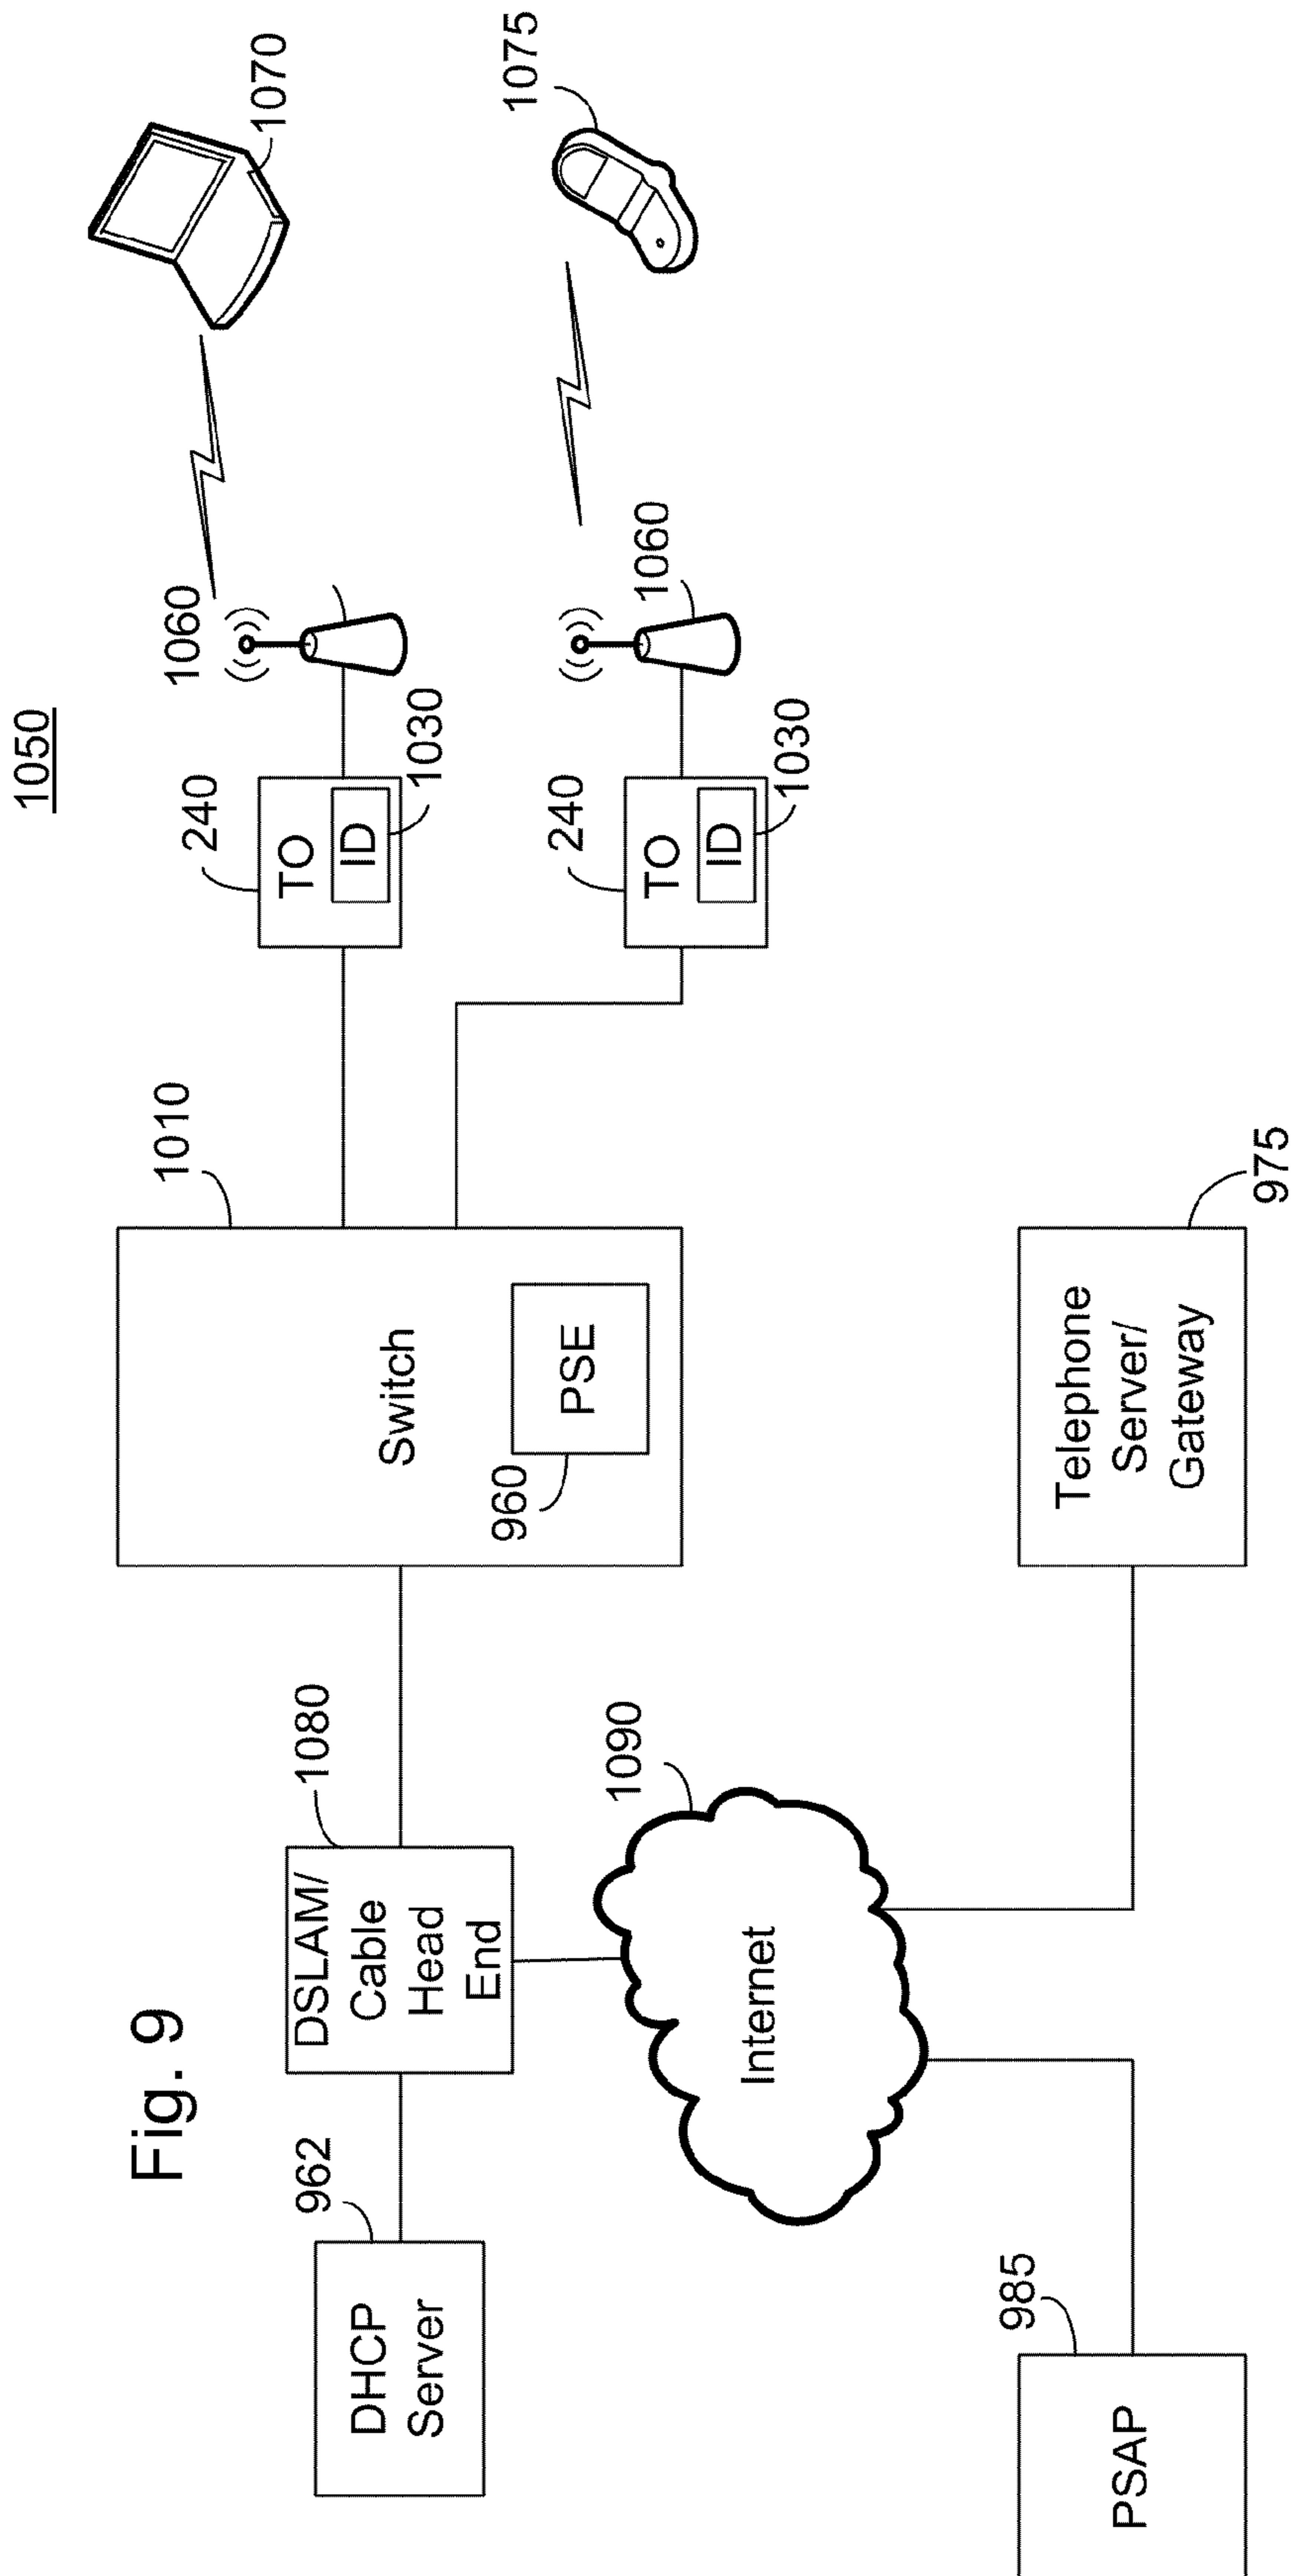 Fig. 9
1050
962
DHCP
Server
1080
DSLAM/
Cable
Head
End
1010
Switch
960
PSE
240
TO
ID
1030
1060
1070
240
TO
ID
1030
1060
1075
1090
Internet
985
PSAP
Telephone
Server/
Gateway
975